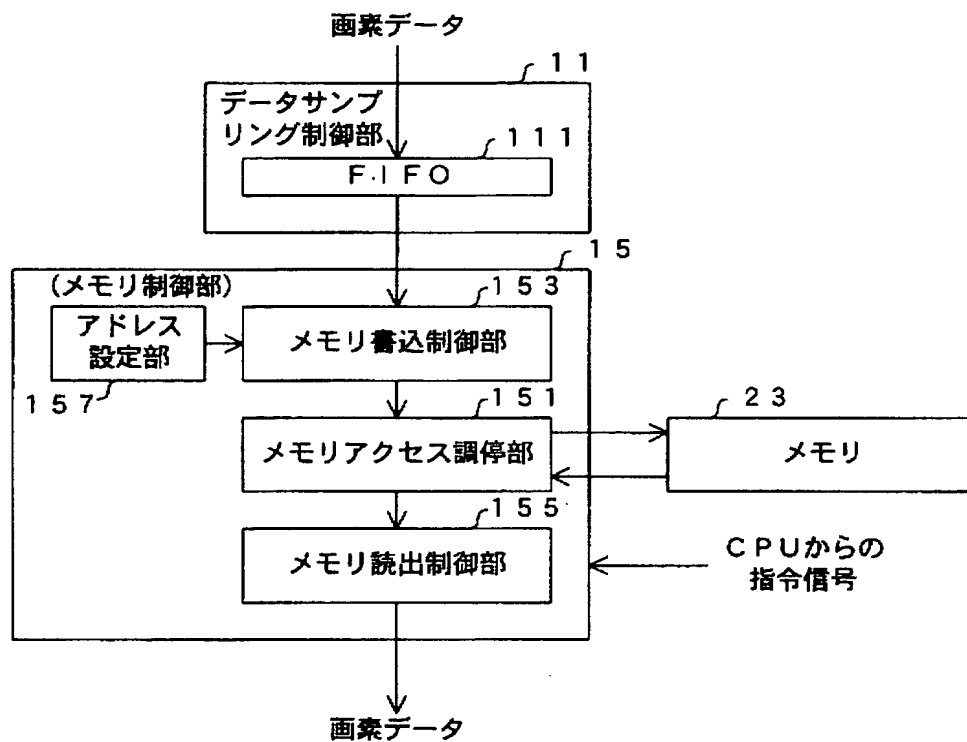 画素データ
１１
データサンプ
リング制御部
１１１
Ｆ.ＩＦＯ
１５
（メモリ制御部）
１５３
アドレス
設定部
メモリ書込制御部
１５７
１５１
２３
メモリアクセス調停部
メモリ
１５５
メモリ読出制御部
ＣＰＵからの
指令信号
画素データ